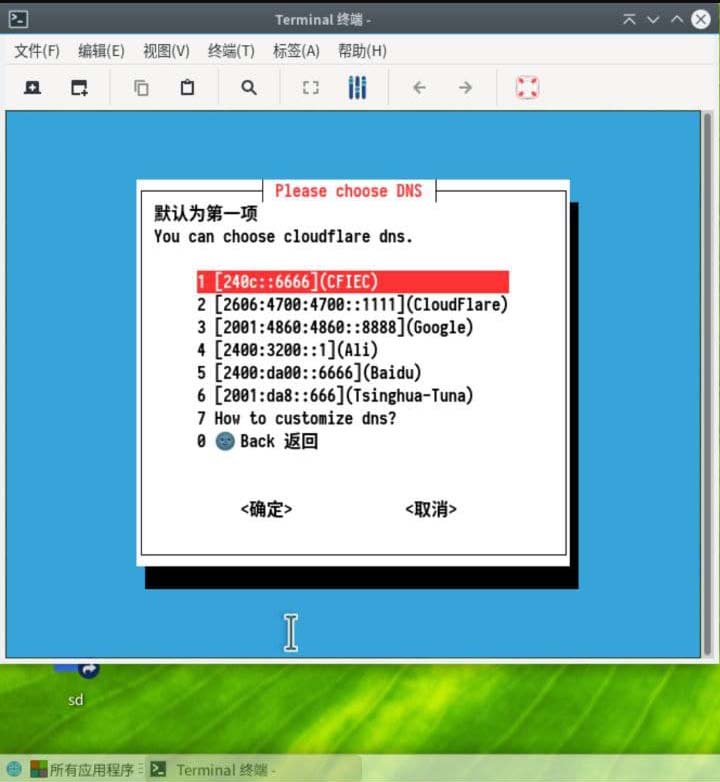 Terminal 终端 -
文件(F) 编辑(E) 视图(V) 终端(T) 标签(A) 帮助(H)
Please choose DNS
默认为第一项
You can choose cloudflare dns.
1 [240c::6666](CFIEC)
2 [2606:4700:4700::1111](CloudFlare)
3 [2001:4860:4860::8888](Google)
4 [2400:3200::1](Ali)
5 [2400:da00::6666](Baidu)
6 [2001:da8::666](Tsinghua-Tuna)
7 How to customize dns?
0 🌚 Back 返回
<确定> <取消>
sd
所有应用程序 Terminal 终端 -